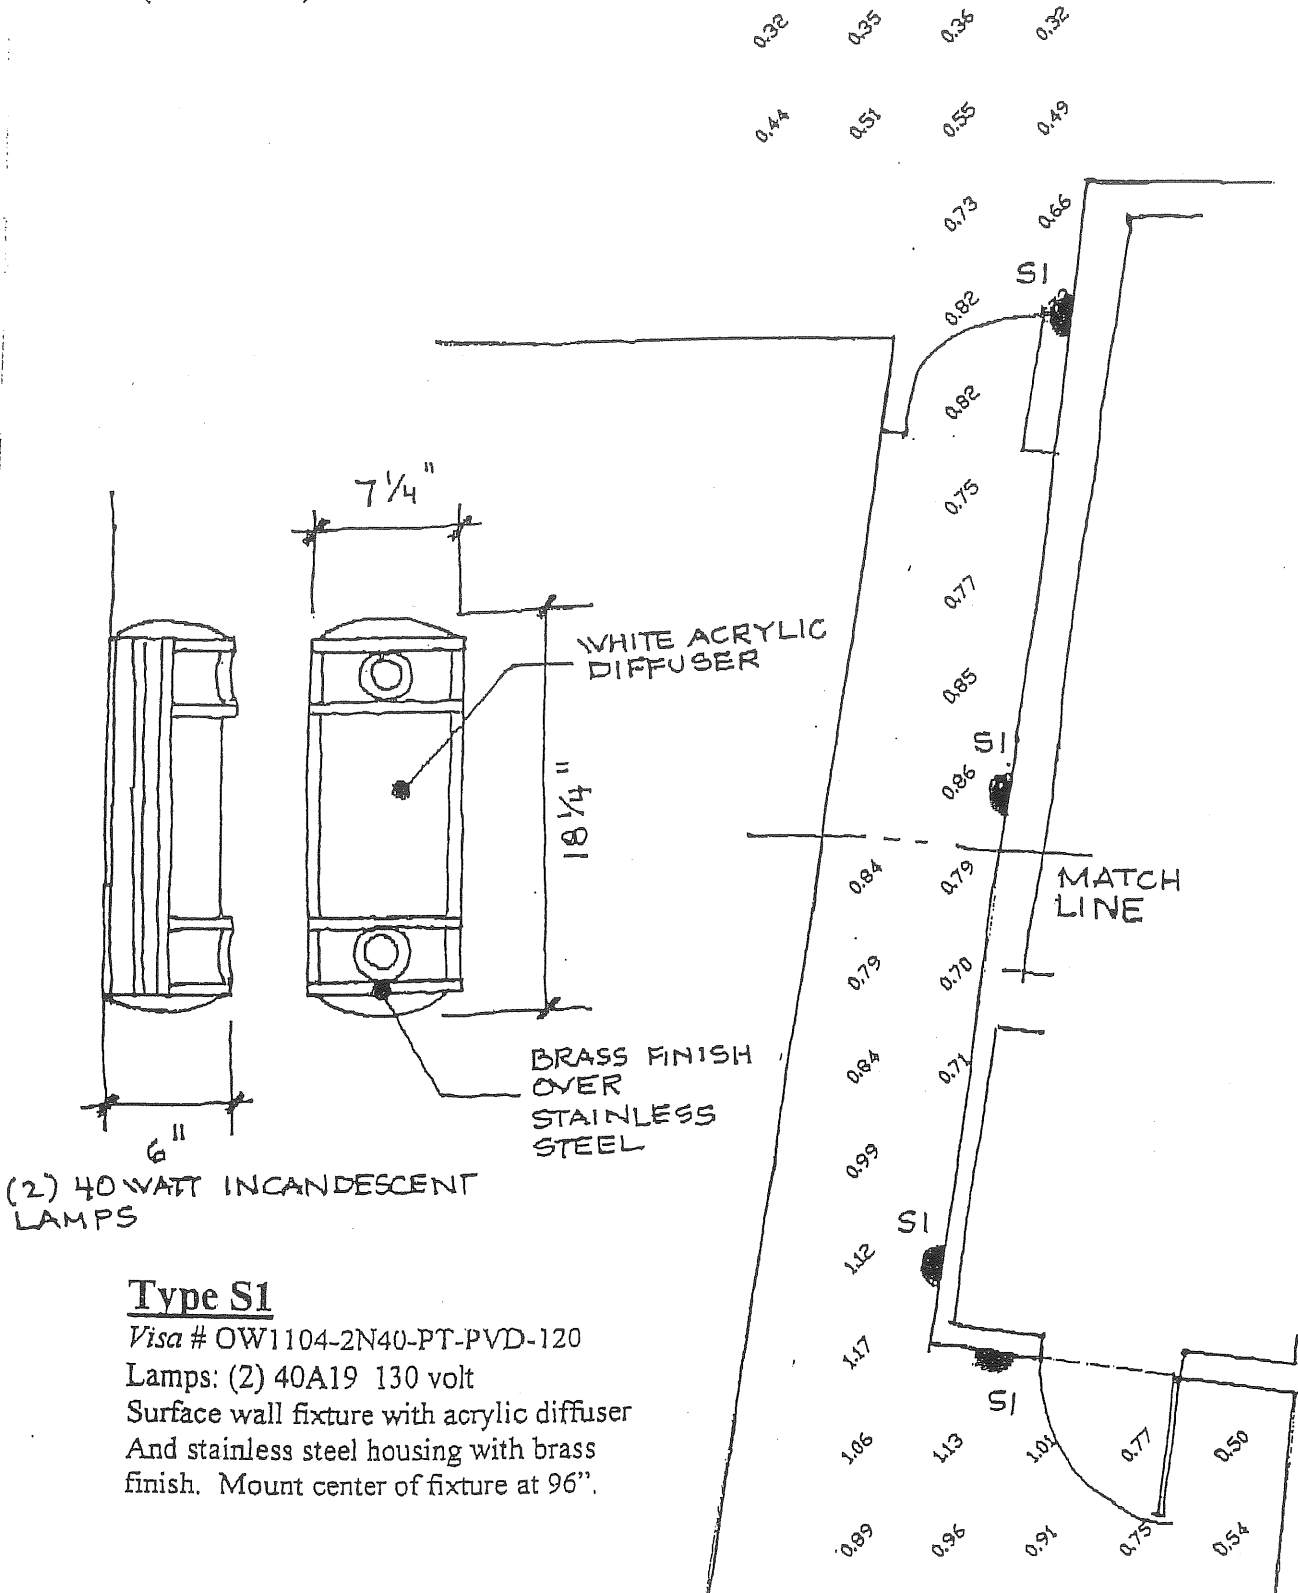 0.32 0.35 0.36 0.32
0.44 0.51 0.55 0.49
0.73 0.66
S1
0.82
0.82
7 1/4"
0.75
0.77
WHITE ACRYLIC
DIFFUSER
0.85
S1
0.86
18 1/4"
0.84 0.79
MATCH
LINE
0.79 0.70
BRASS FINISH
OVER
STAINLESS
STEEL
0.84 0.71
6"
0.99
(2) 40 WATT INCANDESCENT
LAMPS
S1
1.12
Type S1
Visa # OW1104-2N40-PT-PVD-120
Lamps: (2) 40A19 130 volt
Surface wall fixture with acrylic diffuser
And stainless steel housing with brass
finish. Mount center of fixture at 96”.
1.17
S1
1.06 1.13 1.01 0.77 0.50
0.89 0.96 0.91 0.75 0.54